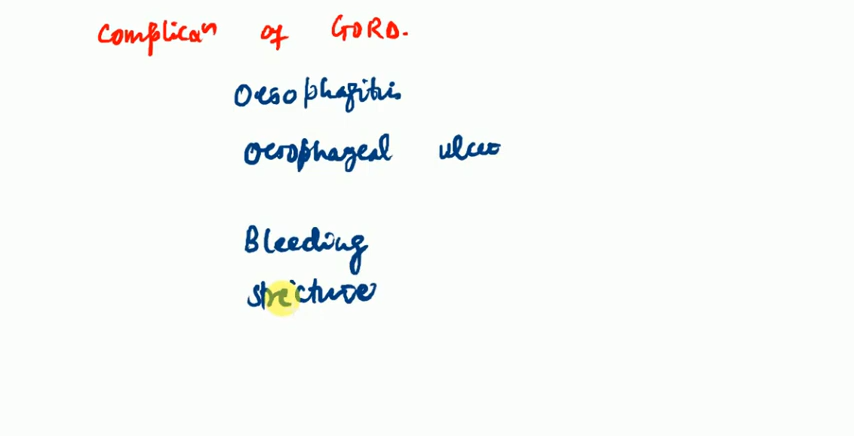 Complicaⁿ of GORD.
Oesophagitis
Oesophageal ulcer
Bleeding
stricture